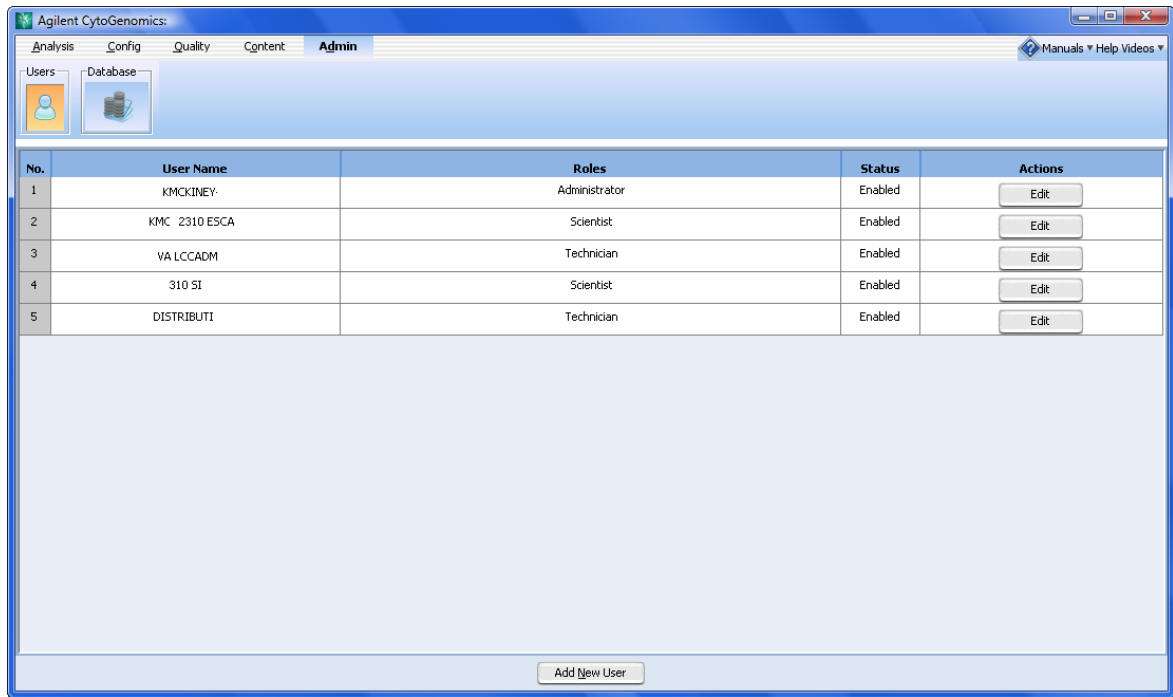 Agilent CytoGenomics:
Analysis Config Quality Content Admin Manuals Help Videos
Users Database
No. User Name Roles Status Actions
1 KMCKINEY· Administrator Enabled Edit
2 KMC 2310 ESCA Scientist Enabled Edit
3 VA LCCADM Technician Enabled Edit
4 310 SI Scientist Enabled Edit
5 DISTRIBUTI Technician Enabled Edit
Add New User